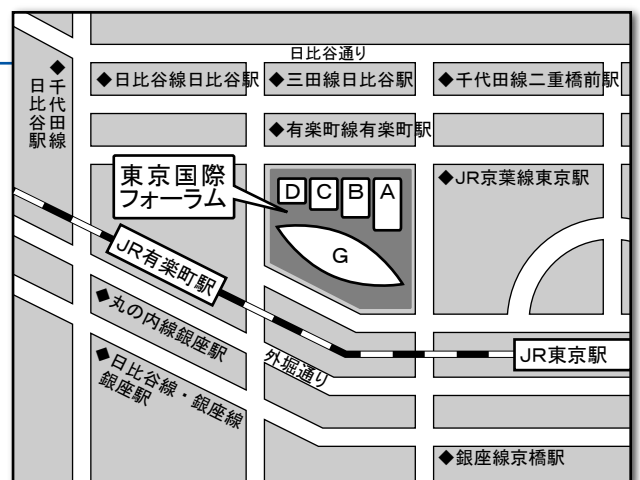 日比谷通り
◆千代田線
日比谷駅
◆日比谷線日比谷駅
◆三田線日比谷駅
◆千代田線二重橋前駅
◆有楽町線有楽町駅
東京国際
フォーラム
D
C
B
A
G
◆JR京葉線東京駅
JR有楽町駅
◆丸の内線銀座駅
◆日比谷線・銀座線
銀座駅
外堀通り
JR東京駅
◆銀座線京橋駅